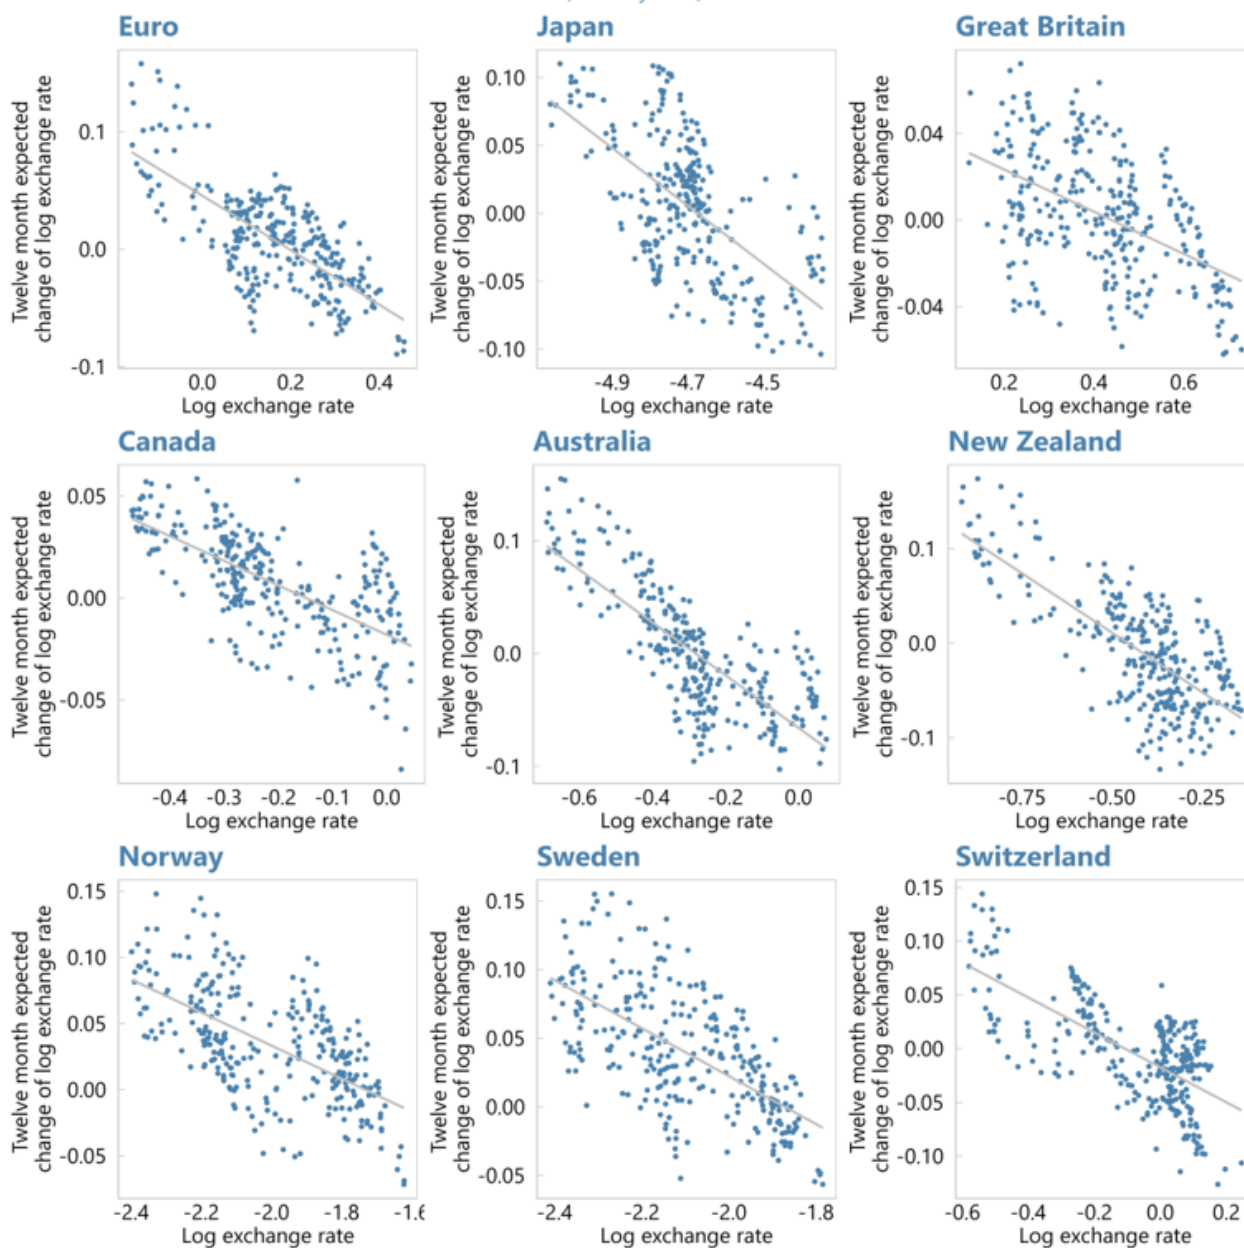 Euro
Twelve month expected
change of log exchange rate
0.1
0.0
-0.1
0.0 0.2 0.4
Log exchange rate
Japan
Twelve month expected
change of log exchange rate
0.10
0.05
0.00
-0.05
-0.10
-4.9 -4.7 -4.5
Log exchange rate
Great Britain
Twelve month expected
change of log exchange rate
0.04
0.00
-0.04
0.2 0.4 0.6
Log exchange rate
Canada
Twelve month expected
change of log exchange rate
0.05
0.00
-0.05
-0.4 -0.3 -0.2 -0.1 0.0
Log exchange rate
Australia
Twelve month expected
change of log exchange rate
0.1
0.0
-0.1
-0.6 -0.4 -0.2 0.0
Log exchange rate
New Zealand
Twelve month expected
change of log exchange rate
0.1
0.0
-0.1
-0.75 -0.50 -0.25
Log exchange rate
Norway
Twelve month expected
change of log exchange rate
0.15
0.10
0.05
0.00
-0.05
-2.4 -2.2 -2.0 -1.8
Log exchange rate
Sweden
Twelve month expected
change of log exchange rate
0.15
0.10
0.05
0.00
-0.05
-2.4 -2.2 -2.0 -1.8
Log exchange rate
Switzerland
Twelve month expected
change of log exchange rate
0.15
0.10
0.05
0.00
-0.05
-0.10
-0.6 -0.4 -0.2 0.0 0.2
Log exchange rate